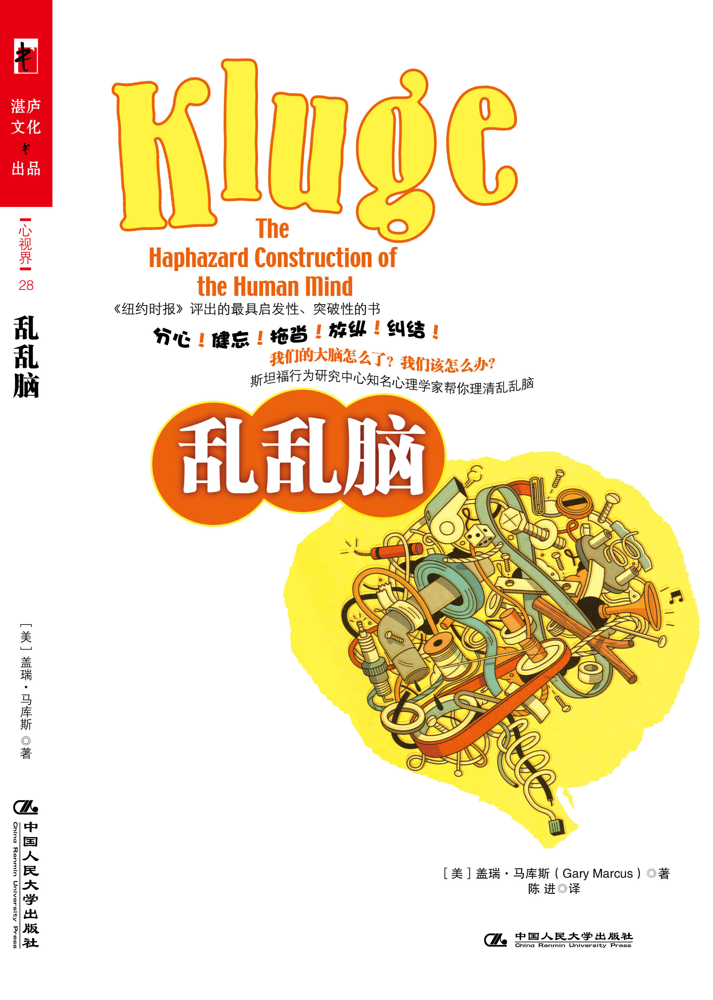 湛庐
文化
出品
心视界
28
乱乱脑
［美］盖瑞·马库斯◎著
中国人民大学出版社
China Renmin University Press
Kluge
The
Haphazard Construction of
the Human Mind
《纽约时报》评出的最具启发性、突破性的书
分心！健忘！拖沓！放纵！纠结！
我们的大脑怎么了？我们该怎么办？
斯坦福行为研究中心知名心理学家帮你理清乱乱脑
乱乱脑
［美］盖瑞·马库斯（Gary Marcus）◎著
陈 进◎译
中国人民大学出版社
China Renmin University Press